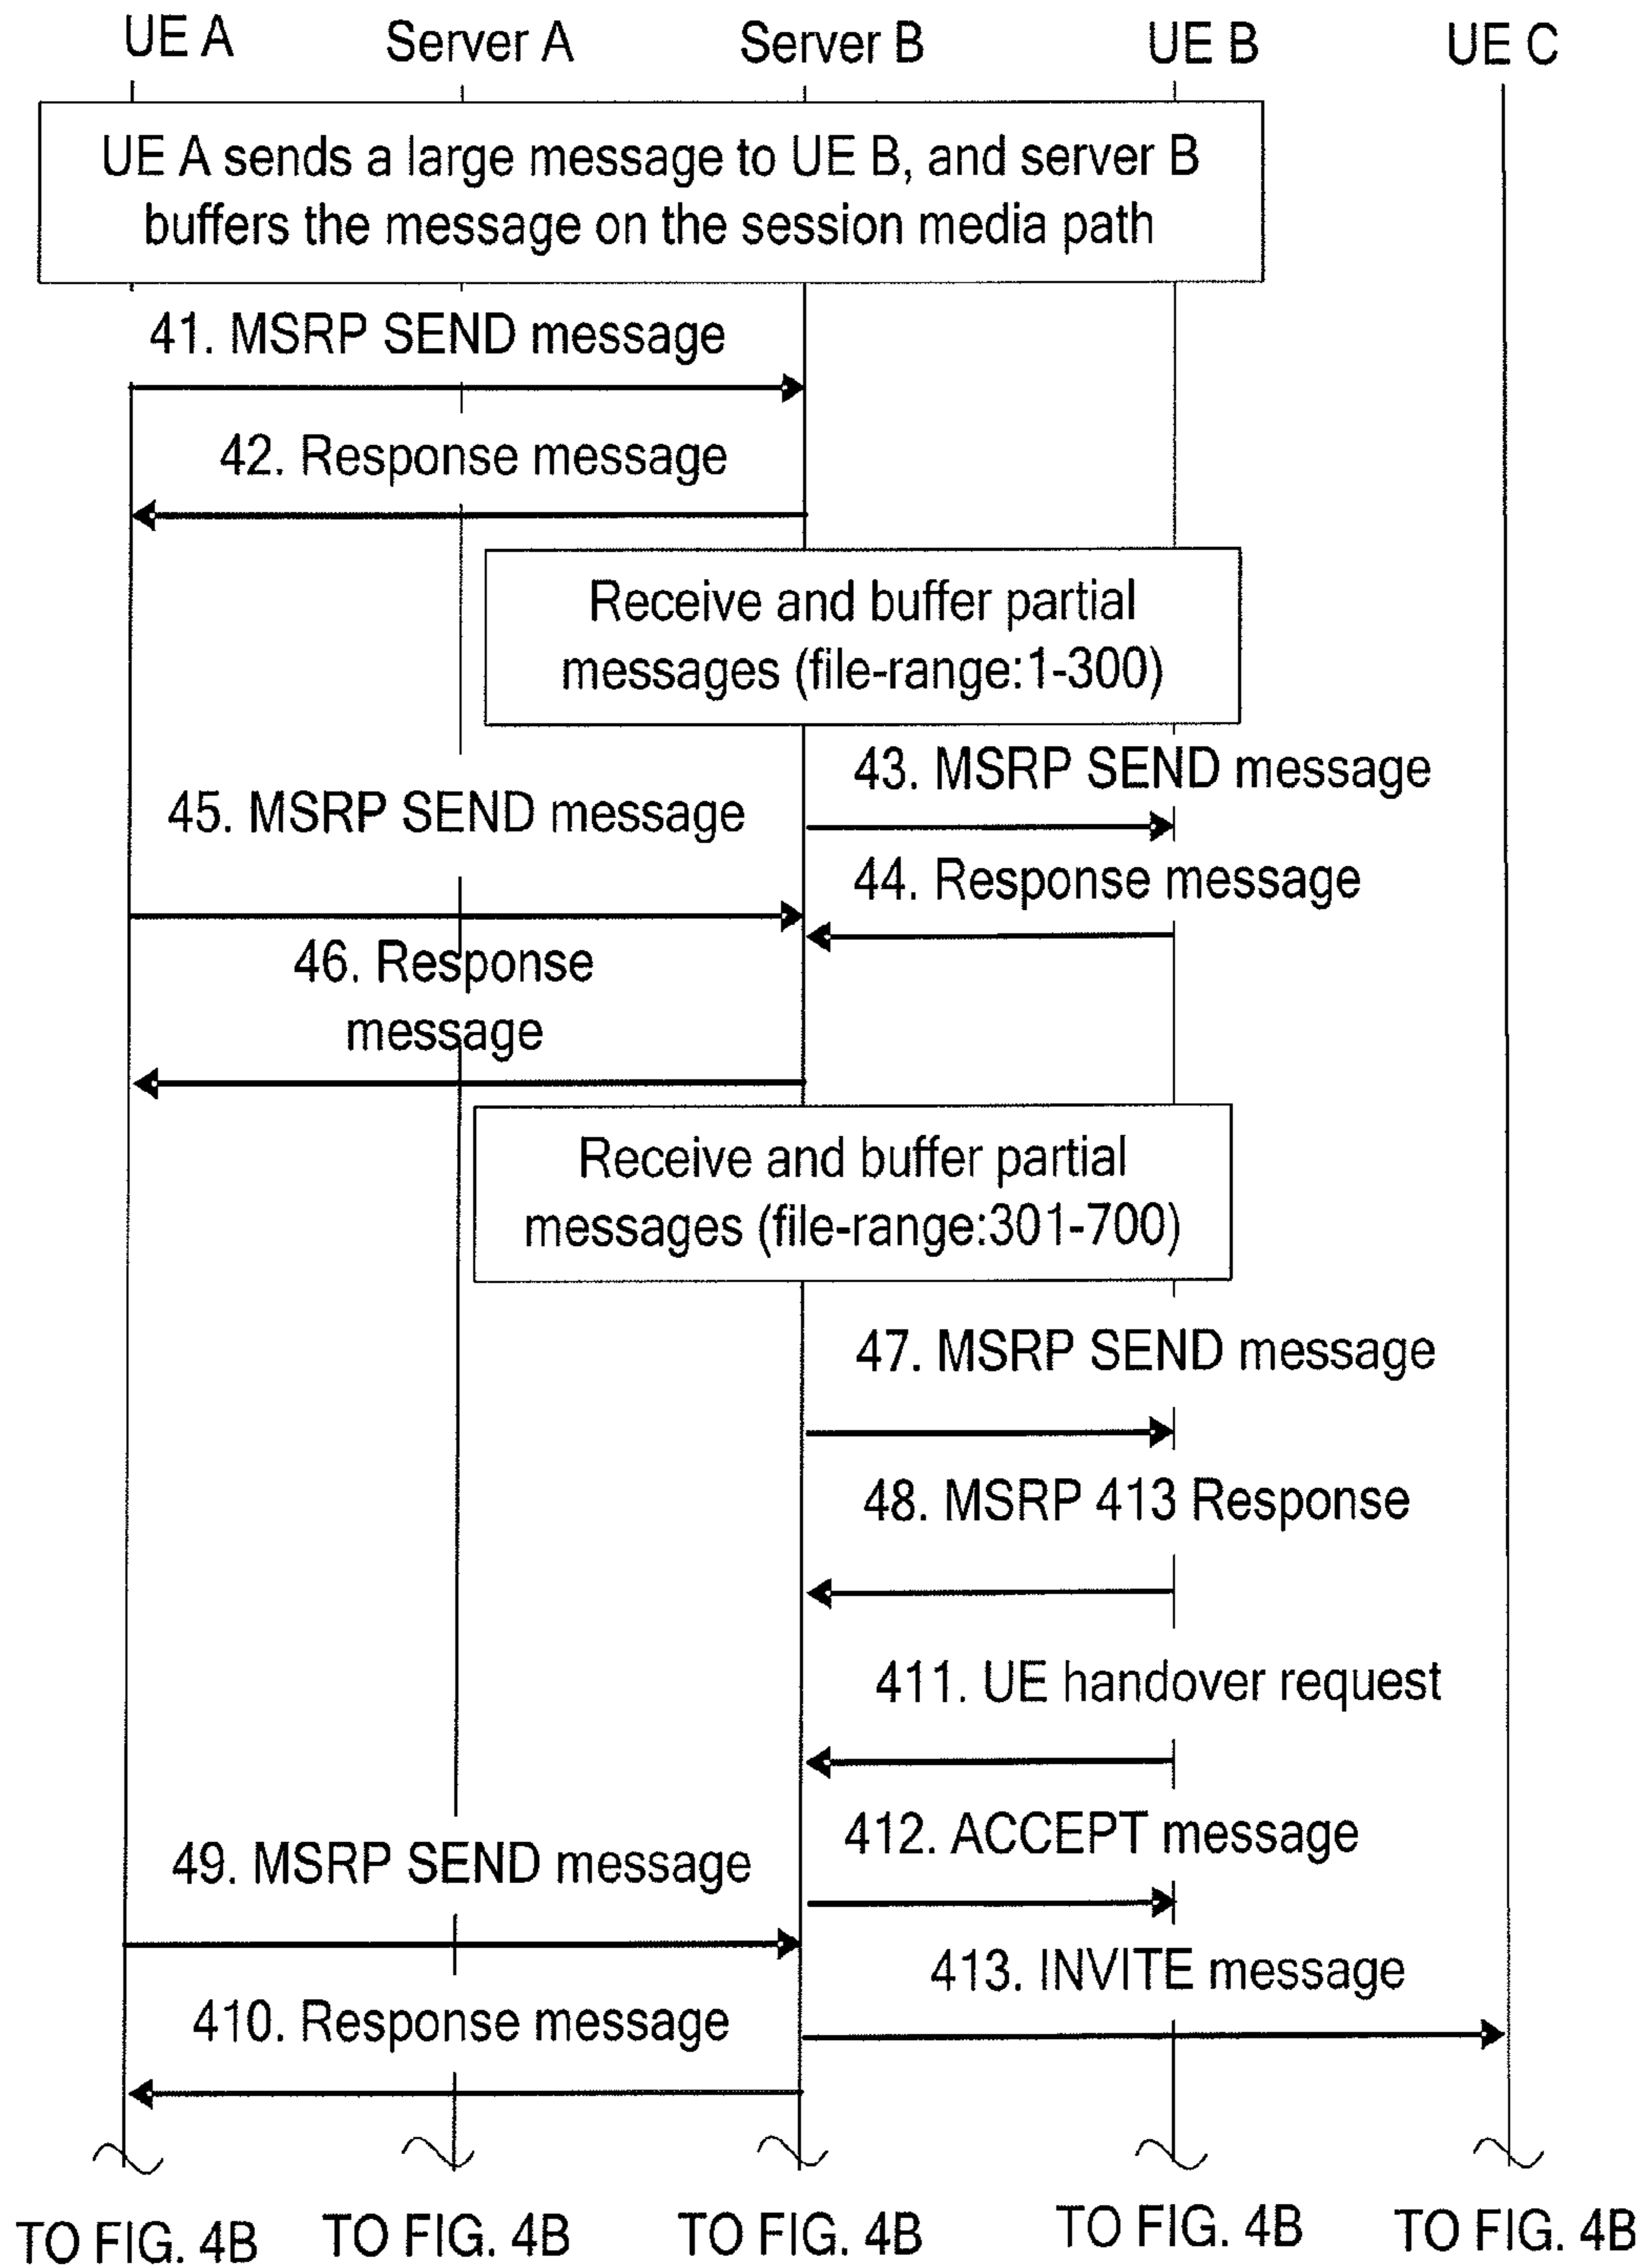 UE A Server A Server B UE B UE C
UE A sends a large message to UE B, and server B
buffers the message on the session media path
41. MSRP SEND message
42. Response message
Receive and buffer partial
messages (file-range:1-300)
43. MSRP SEND message
45. MSRP SEND message
44. Response message
46. Response
message
Receive and buffer partial
messages (file-range:301-700)
47. MSRP SEND message
48. MSRP 413 Response
411. UE handover request
412. ACCEPT message
49. MSRP SEND message
413. INVITE message
410. Response message
TO FIG. 4B TO FIG. 4B TO FIG. 4B TO FIG. 4B TO FIG. 4B